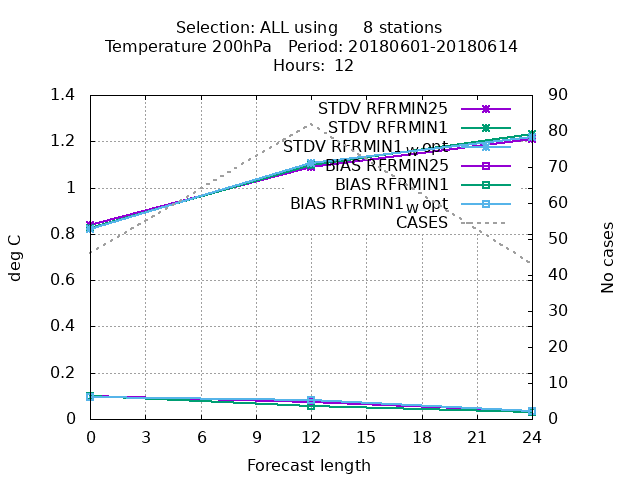 Selection: ALL using 8 stations
Temperature 200hPa Period: 20180601-20180614
Hours: 12
STDV RFRMIN25
STDV RFRMIN1
STDV RFRMIN1wopt
BIAS RFRMIN25
BIAS RFRMIN1
BIAS RFRMIN1wopt
CASES
deg C
1.4
1.2
1
0.8
0.6
0.4
0.2
0
No cases
90
80
70
60
50
40
30
20
10
0
0 3 6 9 12 15 18 21 24
Forecast length